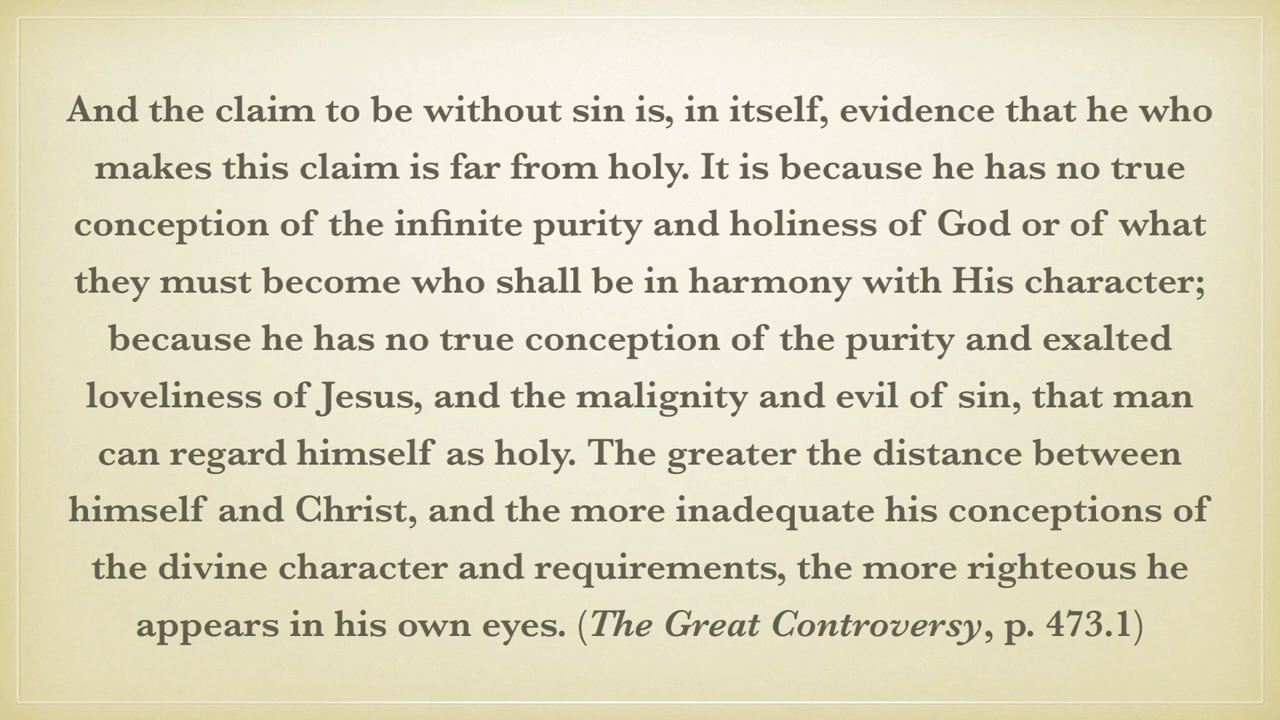 And the claim to be without sin is, in itself, evidence that he who
makes this claim is far from holy. It is because he has no true
conception of the infinite purity and holiness of God or of what
they must become who shall be in harmony with His character;
because he has no true conception of the purity and exalted
loveliness of Jesus, and the malignity and evil of sin, that man
can regard himself as holy. The greater the distance between
himself and Christ, and the more inadequate his conceptions of
the divine character and requirements, the more righteous he
appears in his own eyes. (The Great Controversy, p. 473.1)